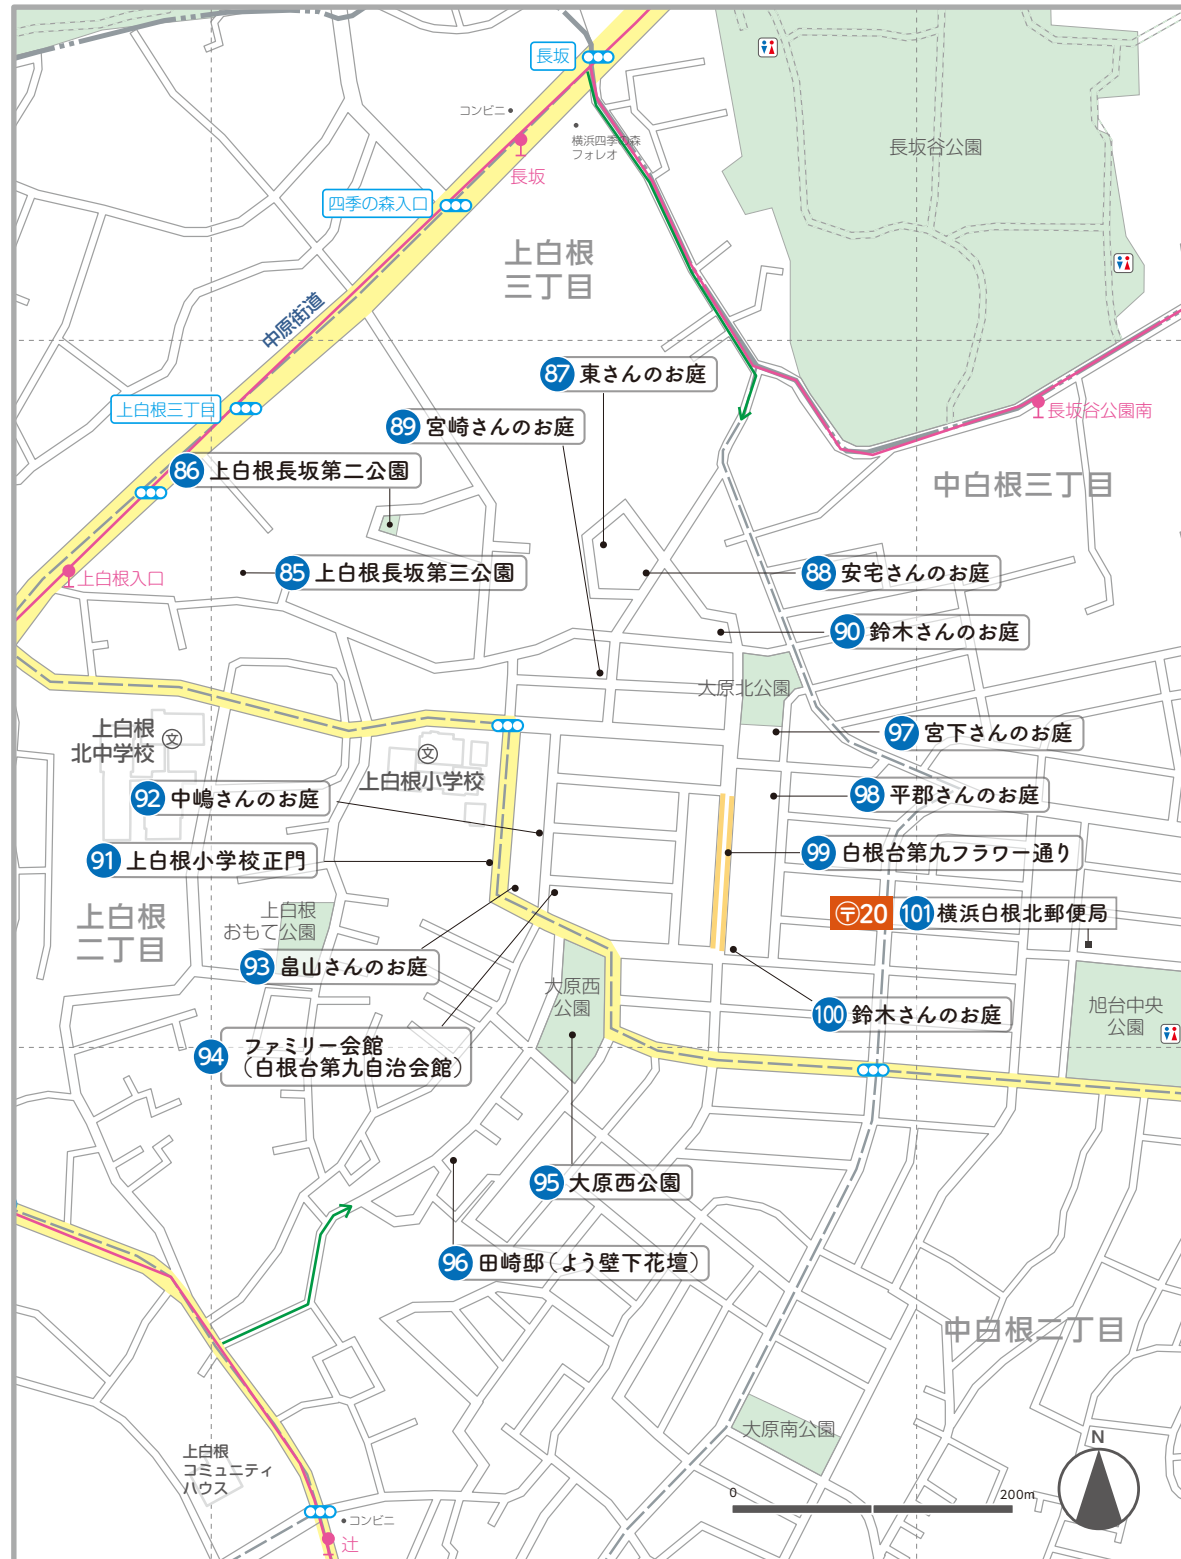 長坂
コンビニ
横浜四季の森
フォレオ
長坂
長坂谷公園
四季の森入口
上白根
三丁目
中原街道
87 東さんのお庭
上白根三丁目
長坂谷公園南
89 宮崎さんのお庭
86 上白根長坂第二公園
中白根三丁目
上白根入口
85 上白根長坂第三公園
88 安宅さんのお庭
90 鈴木さんのお庭
大原北公園
上白根
北中学校
文
文
上白根小学校
97 宮下さんのお庭
92 中嶋さんのお庭
98 平郡さんのお庭
91 上白根小学校正門
99 白根台第九フラワー通り
上白根
二丁目
上白根
おもて公園
〒20 101 横浜白根北郵便局
93 畠山さんのお庭
大原西
公園
旭台中央
公園
100 鈴木さんのお庭
94 ファミリー会館
（白根台第九自治会館）
95 大原西公園
96 田崎邸（よう壁下花壇）
中白根二丁目
大原南公園
上白根
コミュニティ
ハウス
コンビニ
辻
0 200m
N